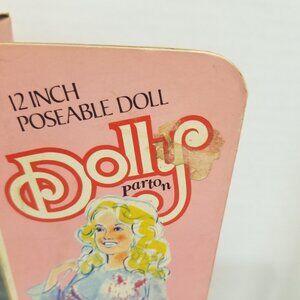 12 INCH
POSEABLE DOLL
Dolly
parton